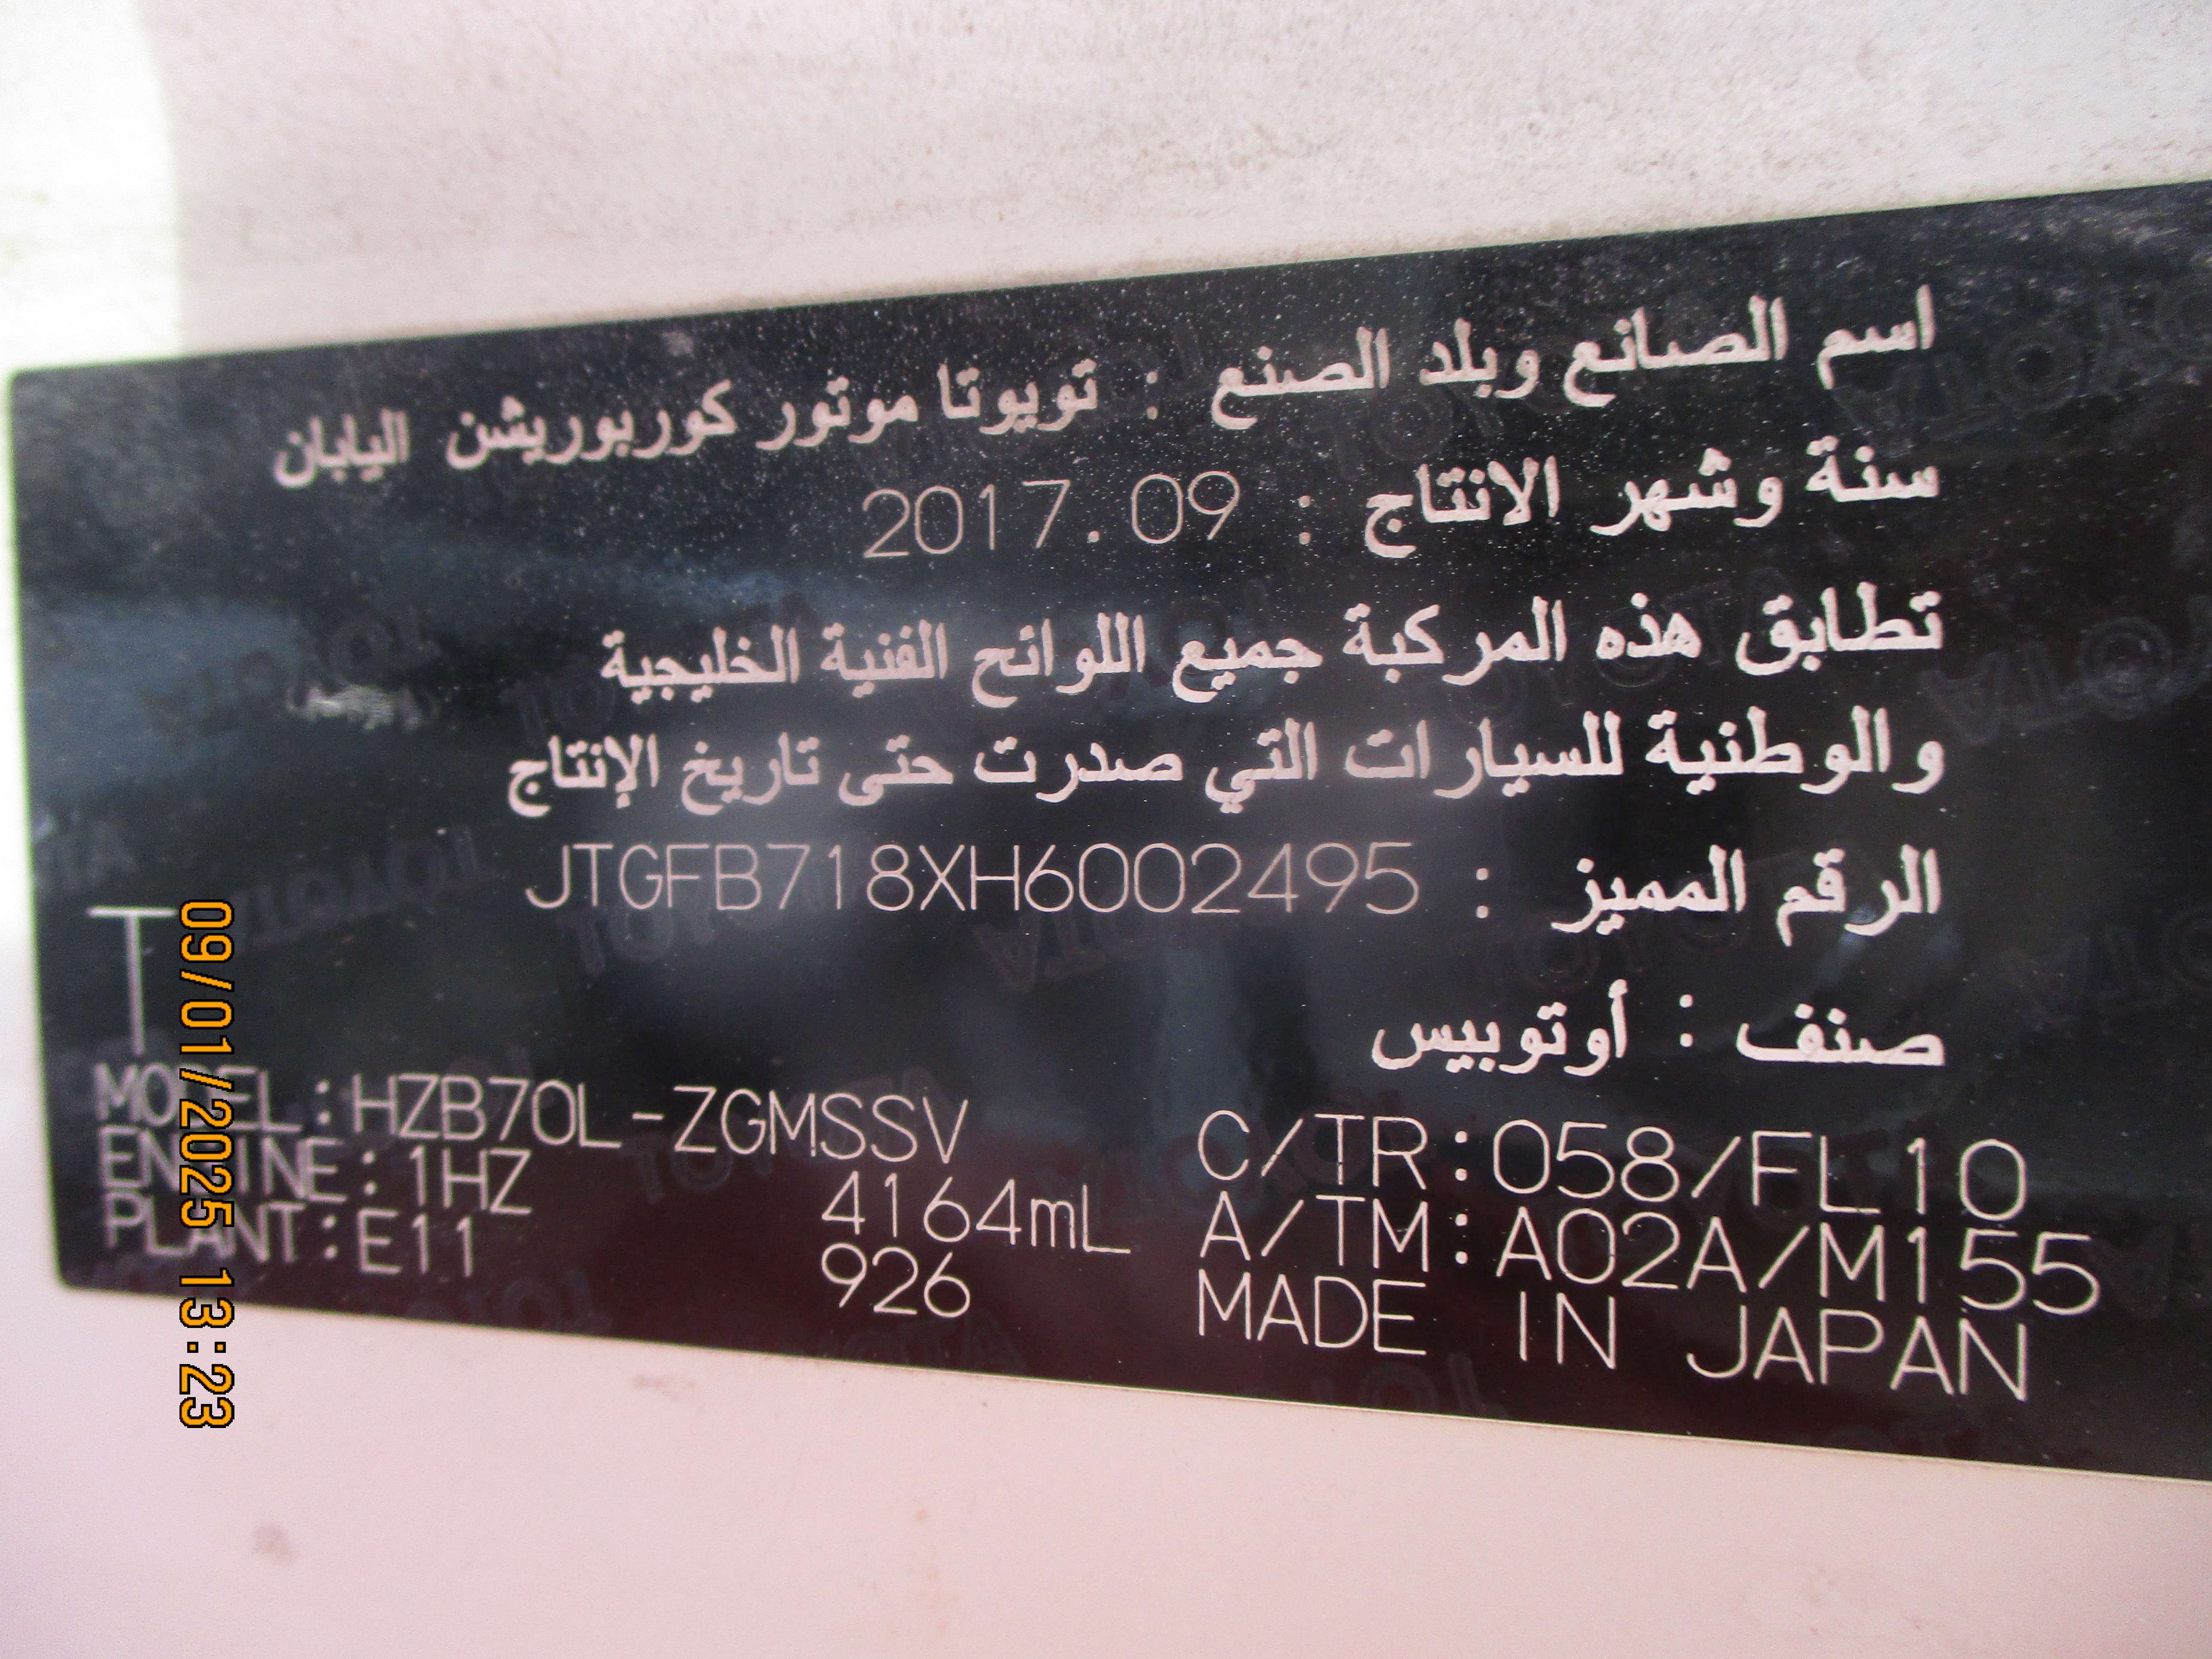 اسم الصانع وبلد الصنع : تويوتا موتور كوربوريشن اليابان
سنة وشهر الانتاج : 2017.09
تطابق هذه المركبة جميع اللوائح الفنية الخليجية
والوطنية للسيارات التي صدرت حتى تاريخ الإنتاج
الرقم المميز : JTGFB718XH6002495
صنف : أوتوبيس
T
MODEL:HZB70L-ZGMSSV C/TR:058/FL10
ENGINE:1HZ 4164mL A/TM:A02A/M155
PLANT:E11 926 MADE IN JAPAN
09/01/2025 13:23